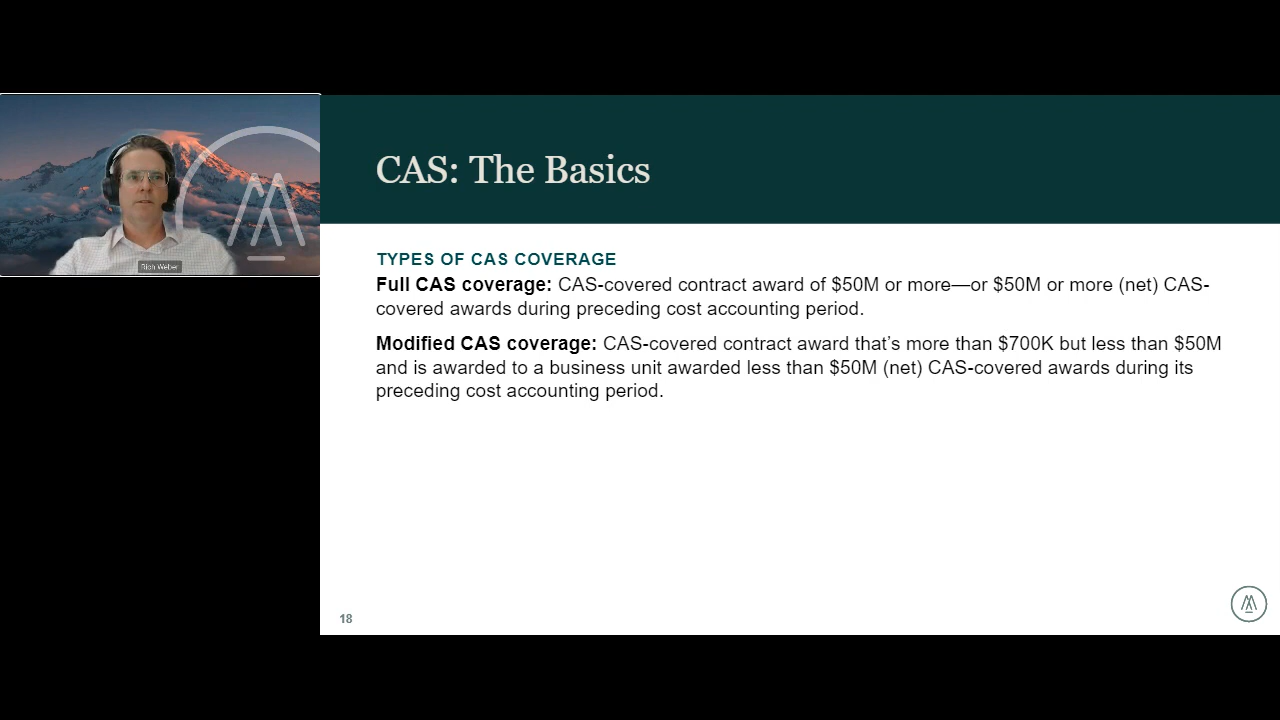 CAS: The Basics
Rich Weber
TYPES OF CAS COVERAGE
Full CAS coverage: CAS-covered contract award of $50M or more—or $50M or more (net) CAS-
covered awards during preceding cost accounting period.
Modified CAS coverage: CAS-covered contract award that’s more than $700K but less than $50M
and is awarded to a business unit awarded less than $50M (net) CAS-covered awards during its
preceding cost accounting period.
18